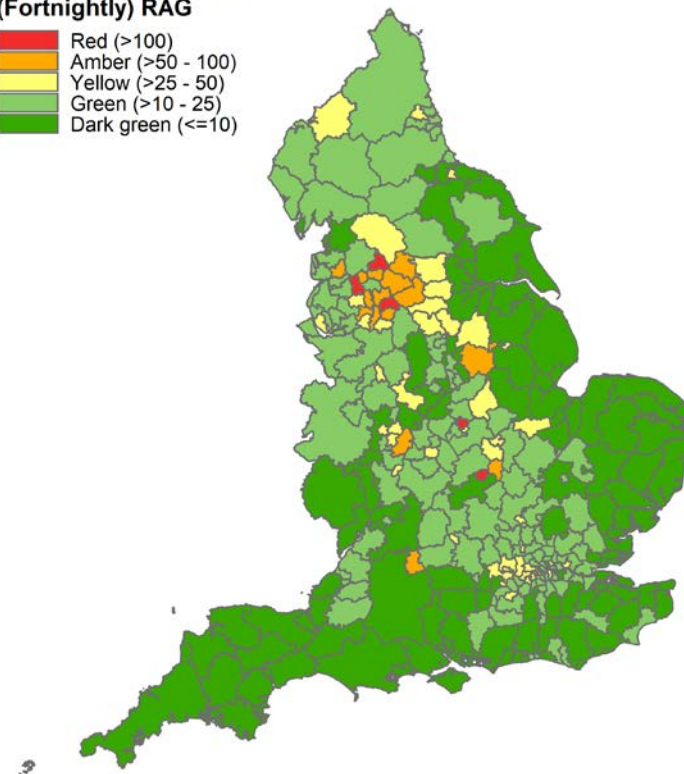 (Fortnightly) RAG
Red (>100)
Amber (>50 - 100)
Yellow (>25 - 50)
Green (>10 - 25)
Dark green (<=10)